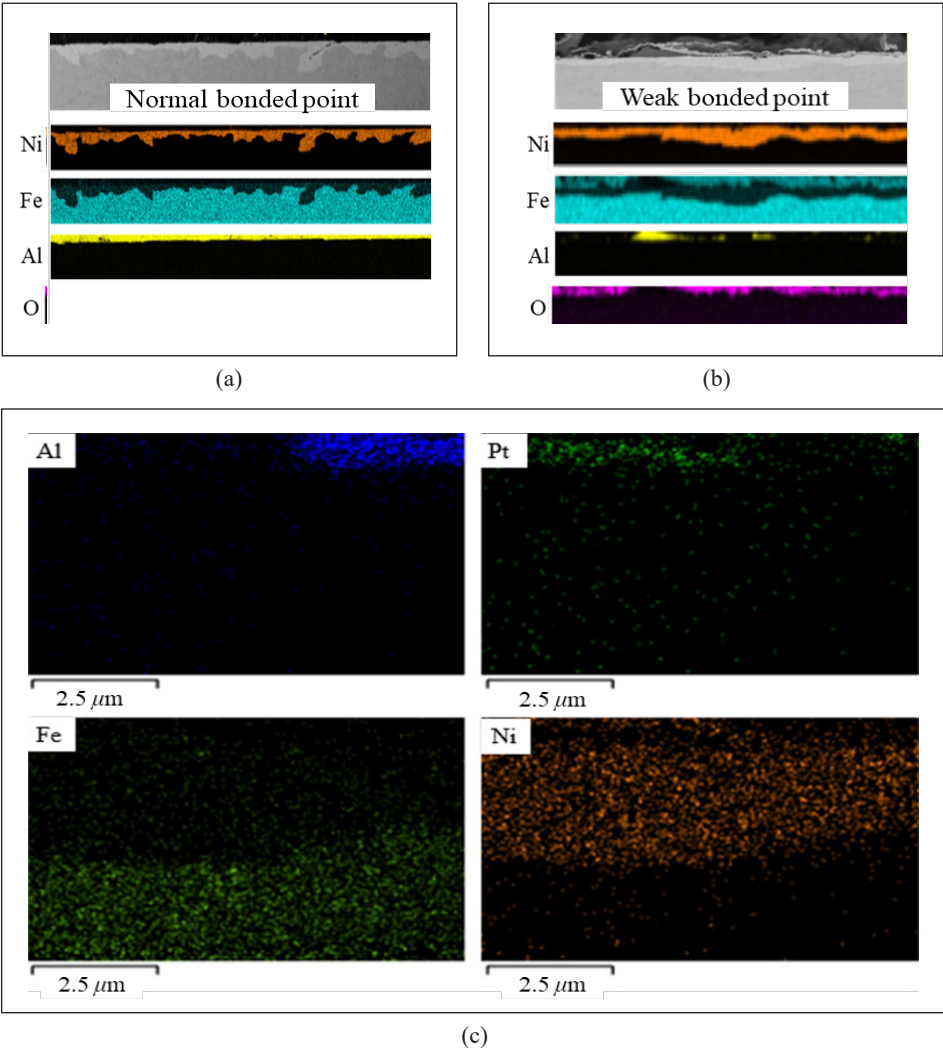 Normal bonded point
Ni
Fe
Al
O
(a)
Weak bonded point
Ni
Fe
Al
O
(b)
Al
Pt
2.5 μm
2.5 μm
Fe
Ni
2.5 μm
2.5 μm
(c)